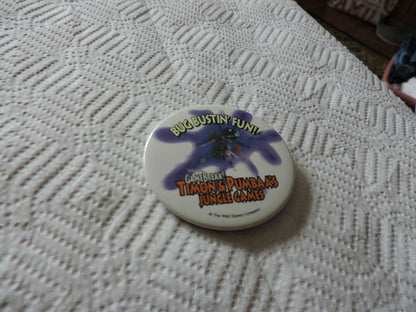 BUG BUSTIN' FUN!!
GAMEBREAK!
TIMON & PUMBAA'S
JUNGLE GAMES
© The Walt Disney Company